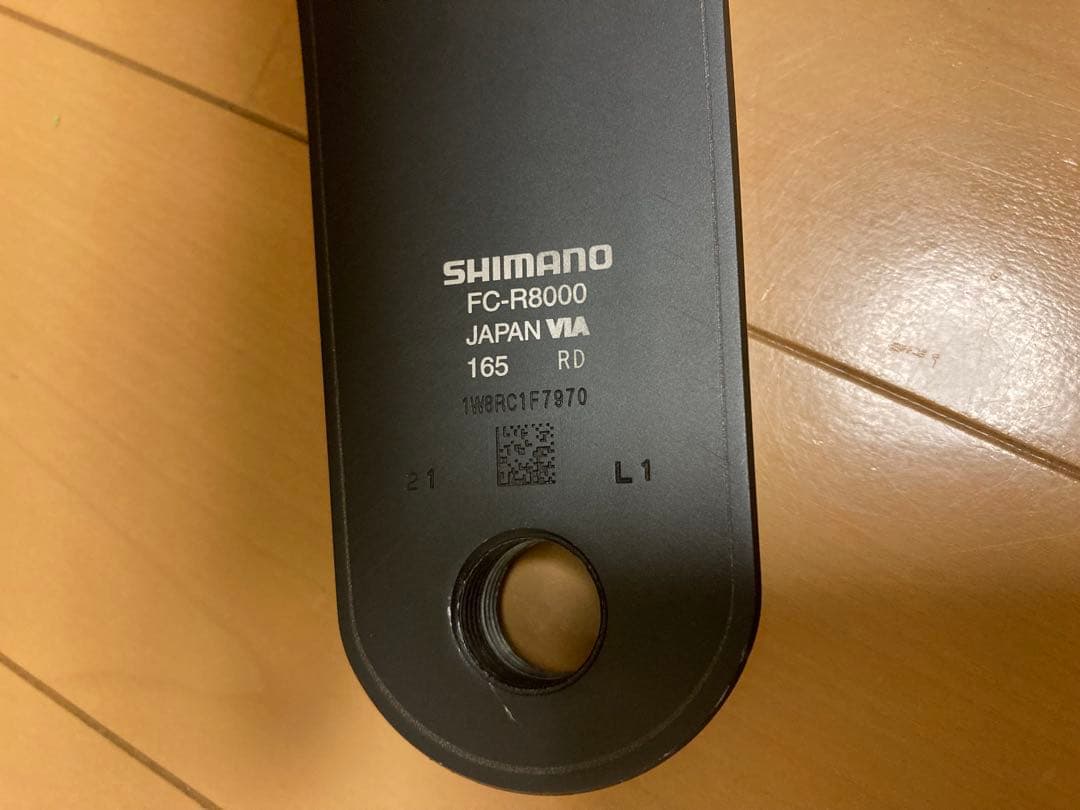 SHIMANO
FC-R8000
JAPAN VIA
165 RD
1W8RC1F7970
21 L1